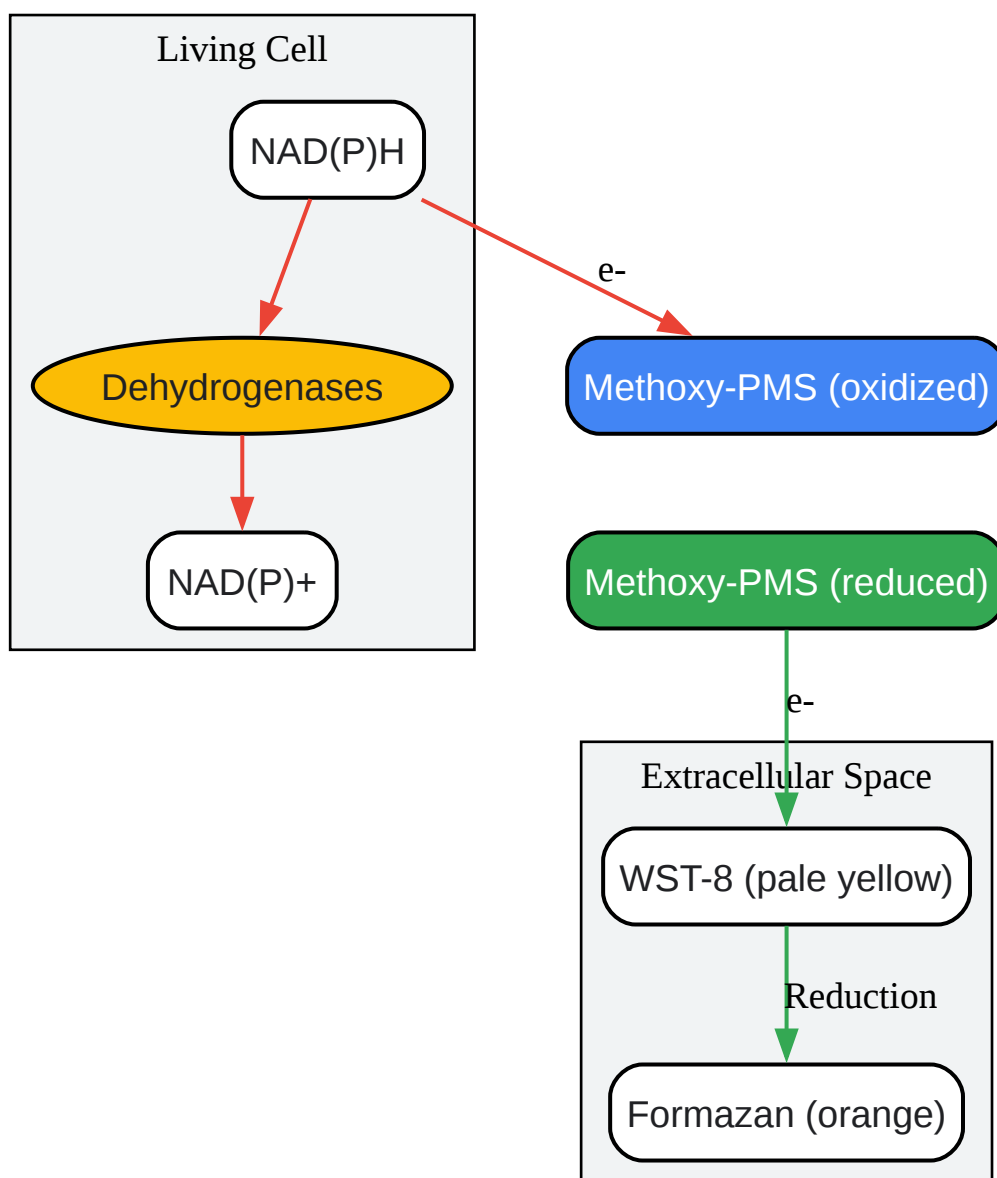 Living Cell
NAD(P)H
e-
Dehydrogenases
Methoxy-PMS (oxidized)
NAD(P)+
Methoxy-PMS (reduced)
e-
Extracellular Space
WST-8 (pale yellow)
Reduction
Formazan (orange)